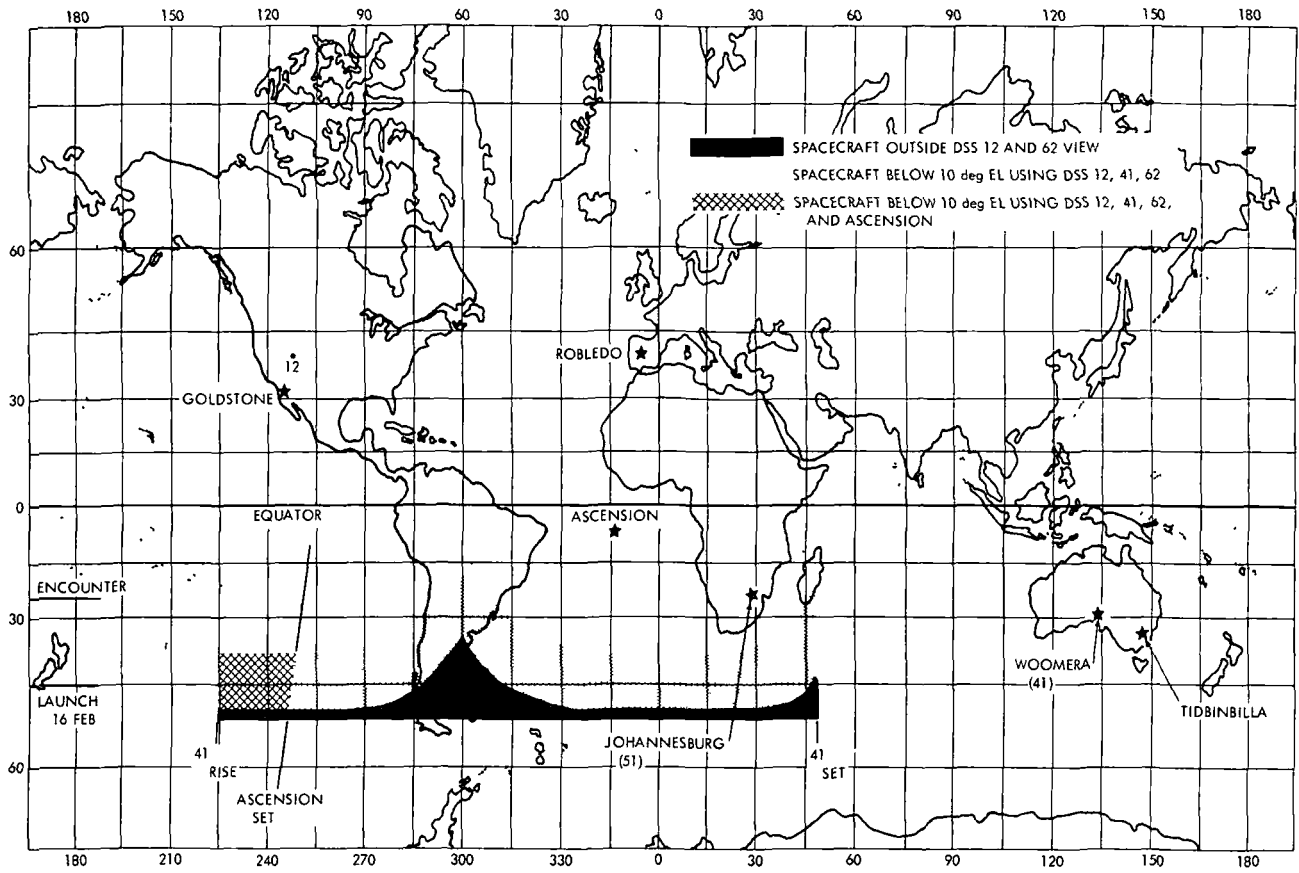 180 150 115 90 60 30 0 30 60 90 120 150 180
SPACECRAFT OUTSIDE DSS 12 AND 62 VIEW
SPACECRAFT BELOW 10 deg EL USING DSS 12, 41, 62
SPACECRAFT BELOW 10 deg EL USING DSS 12, 41, 62,
AND ASCENSION
60
ROBLEDO
12
GOLDSTONE
30
0
EQUATOR
ASCENSION
ENCOUNTER
30
WOOMERA
(41)
LAUNCH
16 FEB
TIDBINBILLA
JOHANNESBURG
(51)
41
RISE
41
SET
60
ASCENSION
SET
180 210 240 270 300 330 0 30 60 90 120 150 180